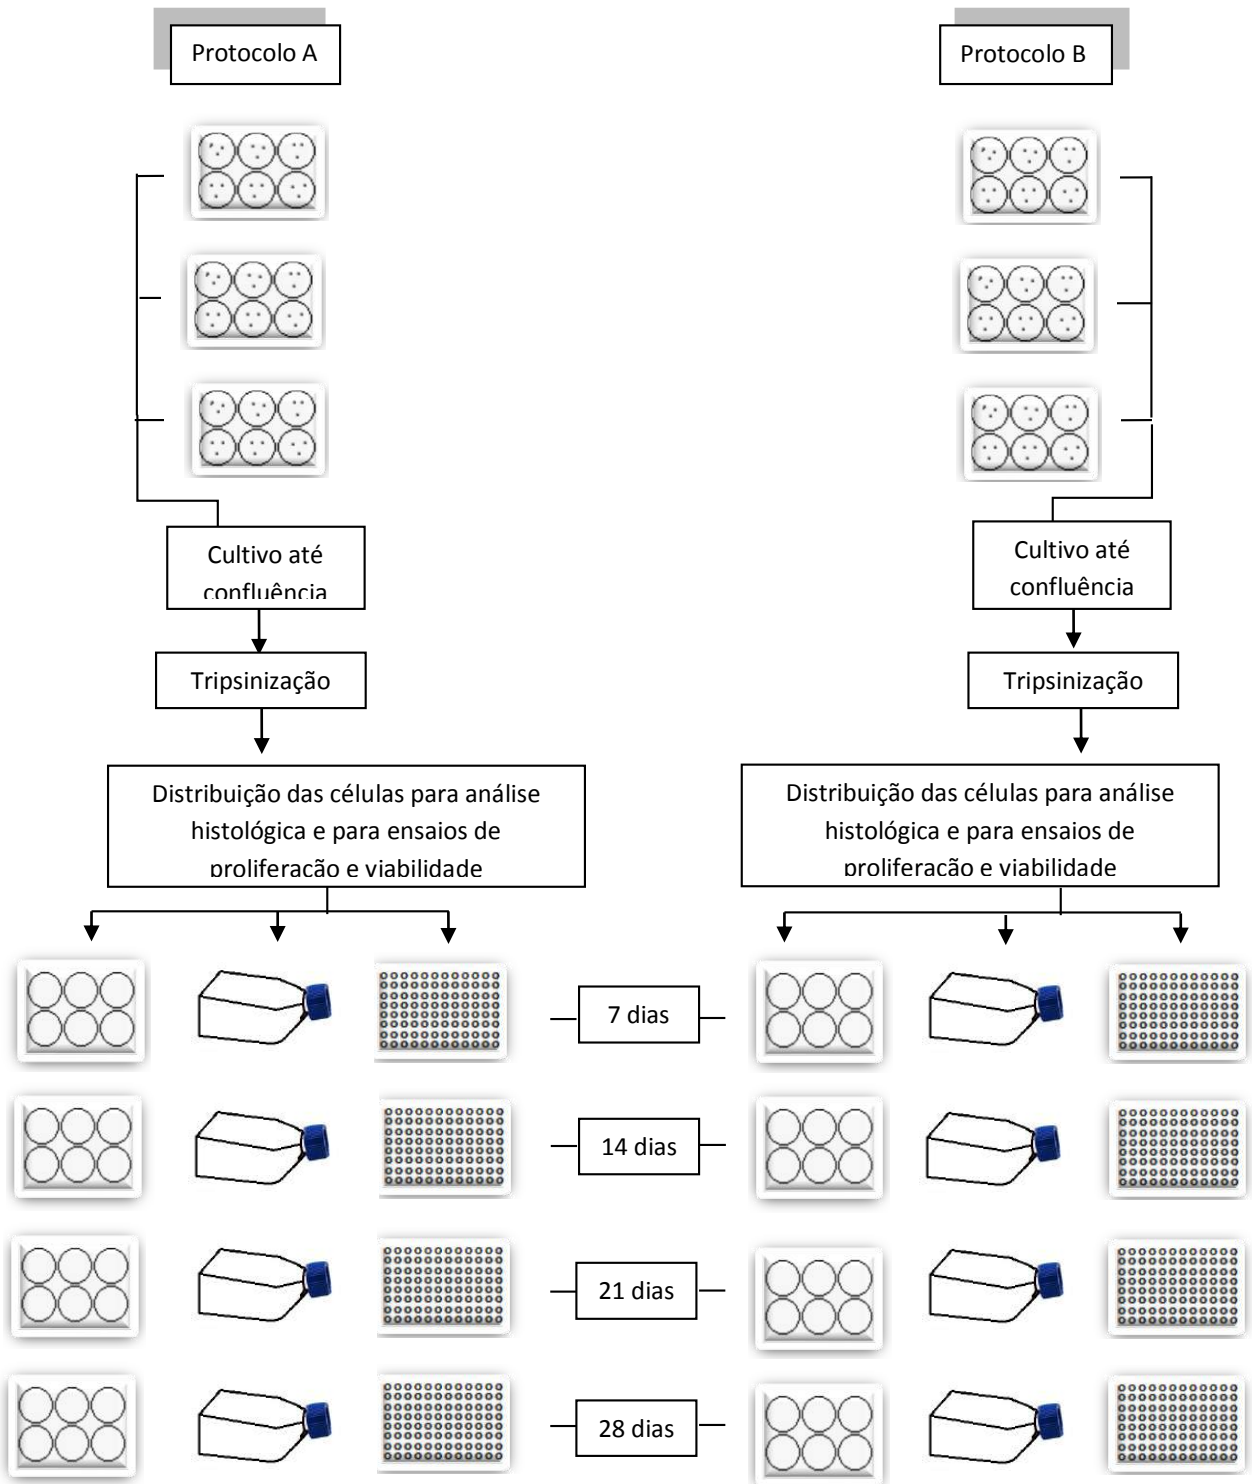 Protocolo A
Protocolo B
Cultivo até
confluência
Cultivo até
confluência
Tripsinização
Tripsinização
Distribuição das células para análise
histológica e para ensaios de
proliferação e viabilidade
Distribuição das células para análise
histológica e para ensaios de
proliferação e viabilidade
7 dias
14 dias
21 dias
28 dias